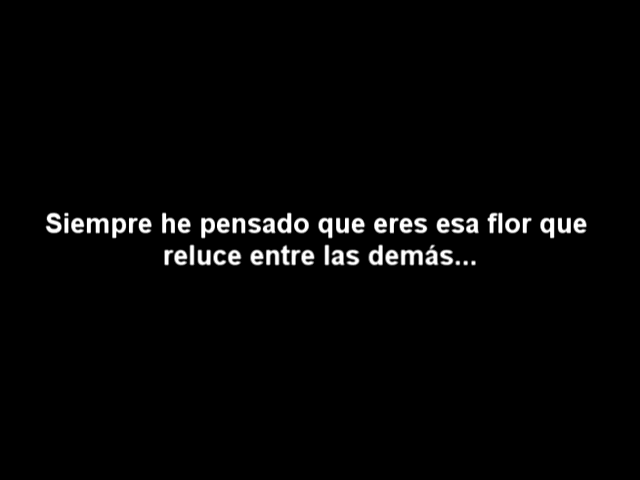 Siempre he pensado que eres esa flor que
reluce entre las demás...